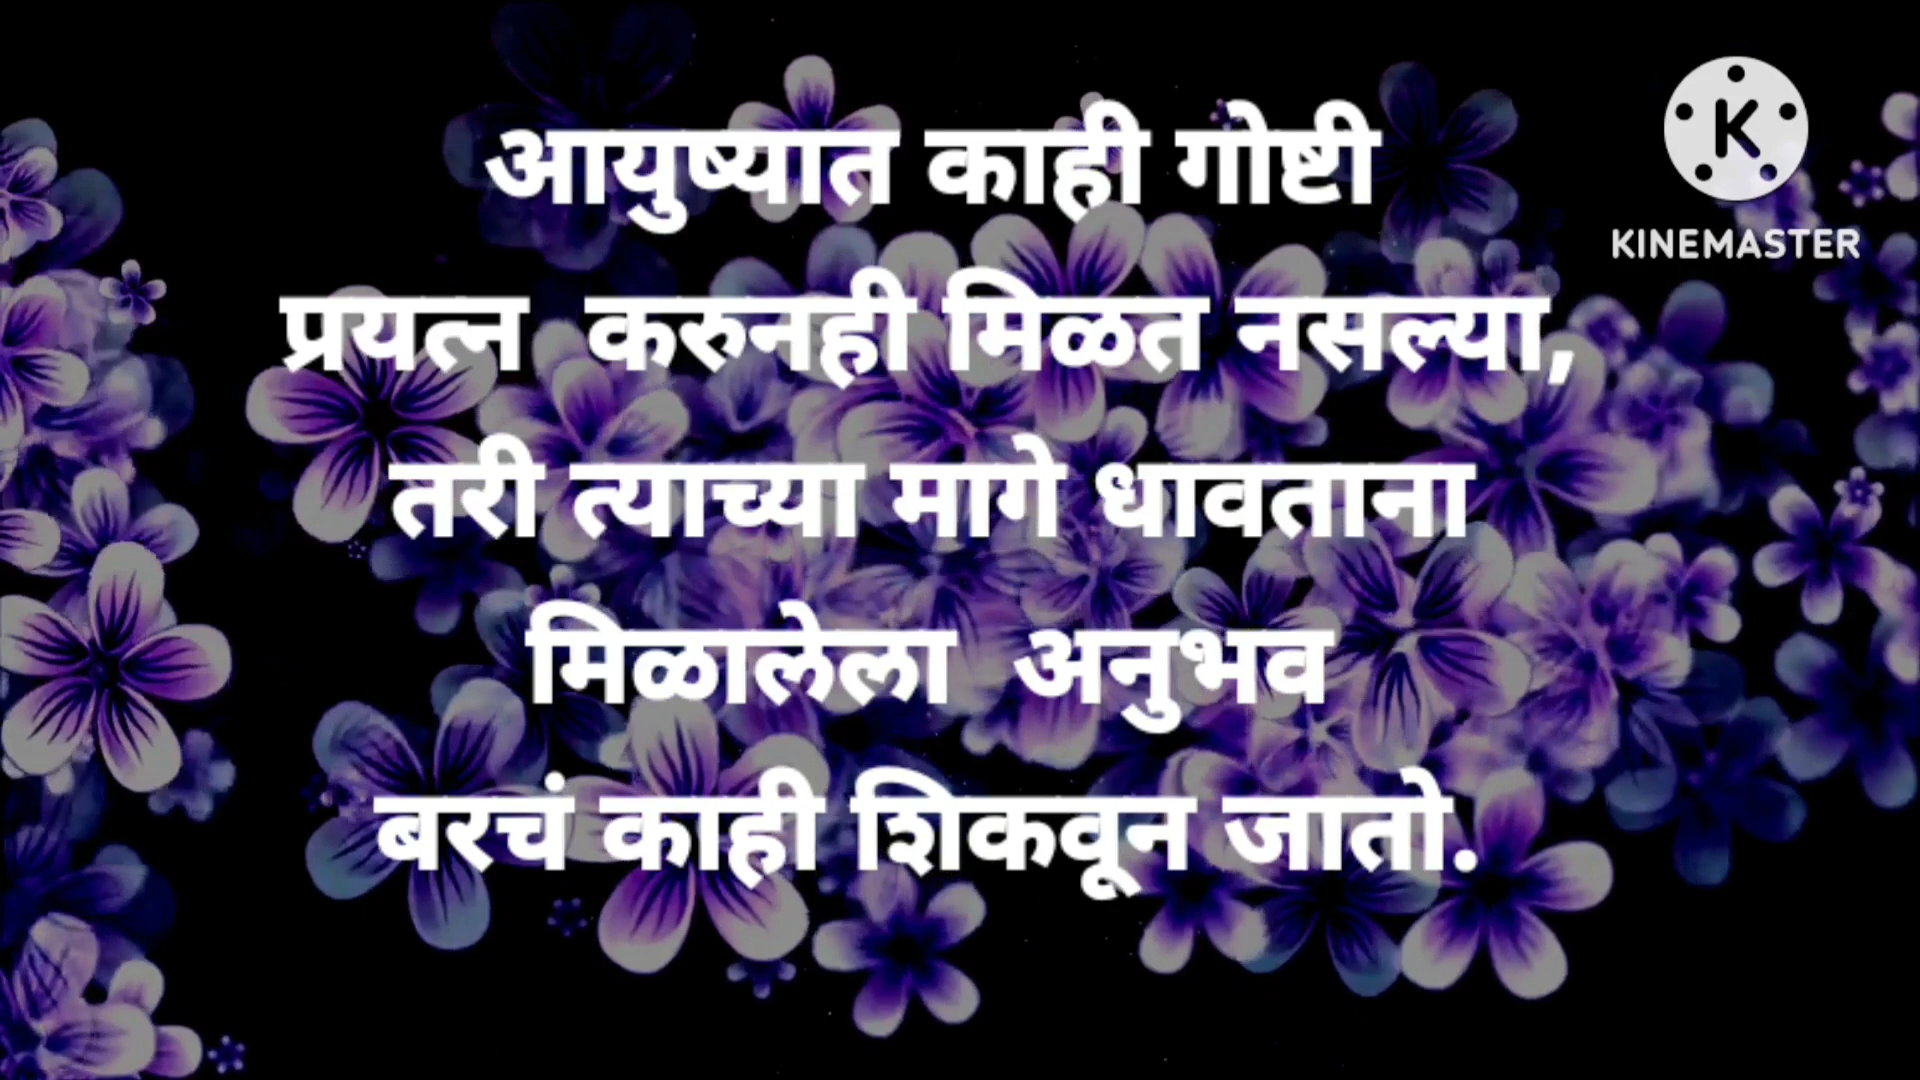 आयुष्यात काही गोष्टी
प्रयत्न  करुनही मिळत नसल्या,
तरी त्याच्या मागे धावताना
मिळालेला  अनुभव
बरचं काही शिकवून जातो.
K
KINEMASTER